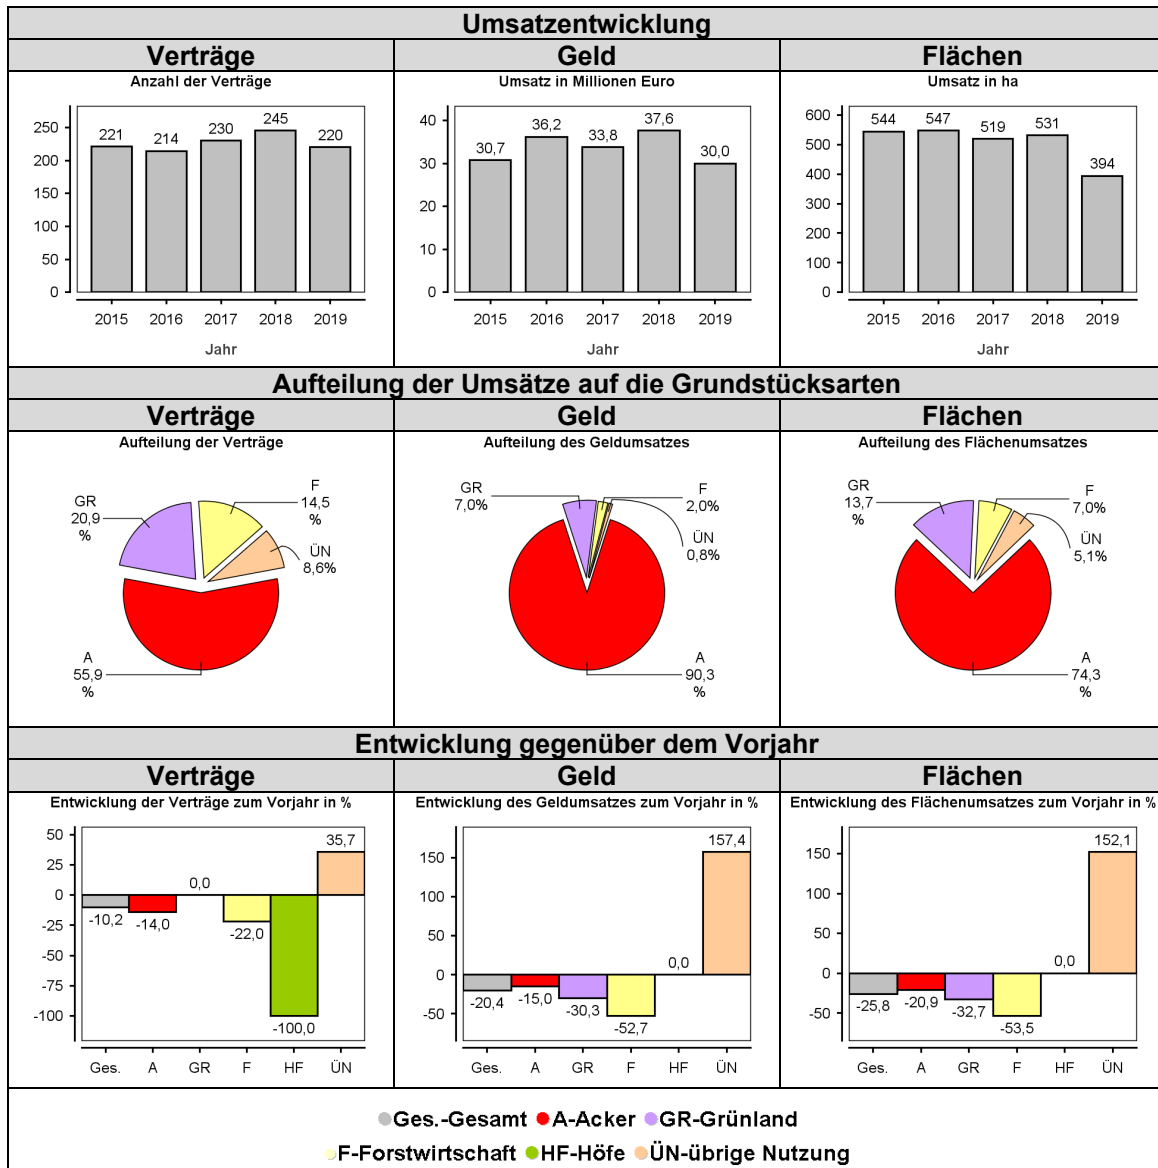 Umsatzentwicklung
Verträge
Geld
Flächen
Anzahl der Verträge
250
200
150
100
50
0
221
214
230
245
220
2015
2016
2017
2018
2019
Jahr
Umsatz in Millionen Euro
40
30
20
10
0
30,7
36,2
33,8
37,6
30,0
2015
2016
2017
2018
2019
Jahr
Umsatz in ha
600
500
400
300
200
100
0
544
547
519
531
394
2015
2016
2017
2018
2019
Jahr
Aufteilung der Umsätze auf die Grundstücksarten
Verträge
Geld
Flächen
Aufteilung der Verträge
GR
20,9
%
F
14,5
%
ÜN
8,6%
A
55,9
%
Aufteilung des Geldumsatzes
GR
7,0%
F
2,0%
ÜN
0,8%
A
90,3
%
Aufteilung des Flächenumsatzes
GR
13,7
%
F
7,0%
ÜN
5,1%
A
74,3
%
Entwicklung gegenüber dem Vorjahr
Verträge
Geld
Flächen
Entwicklung der Verträge zum Vorjahr in %
50
25
0
-25
-50
-75
-100
-10,2
-14,0
0,0
-22,0
-100,0
35,7
Ges.
A
GR
F
HF
ÜN
Entwicklung des Geldumsatzes zum Vorjahr in %
150
100
50
0
-50
-20,4
-15,0
-30,3
-52,7
0,0
157,4
Ges.
A
GR
F
HF
ÜN
Entwicklung des Flächenumsatzes zum Vorjahr in %
150
100
50
0
-50
-25,8
-20,9
-32,7
-53,5
0,0
152,1
Ges.
A
GR
F
HF
ÜN
Ges.-Gesamt A-Acker GR-Grünland
F-Forstwirtschaft HF-Höfe ÜN-übrige Nutzung